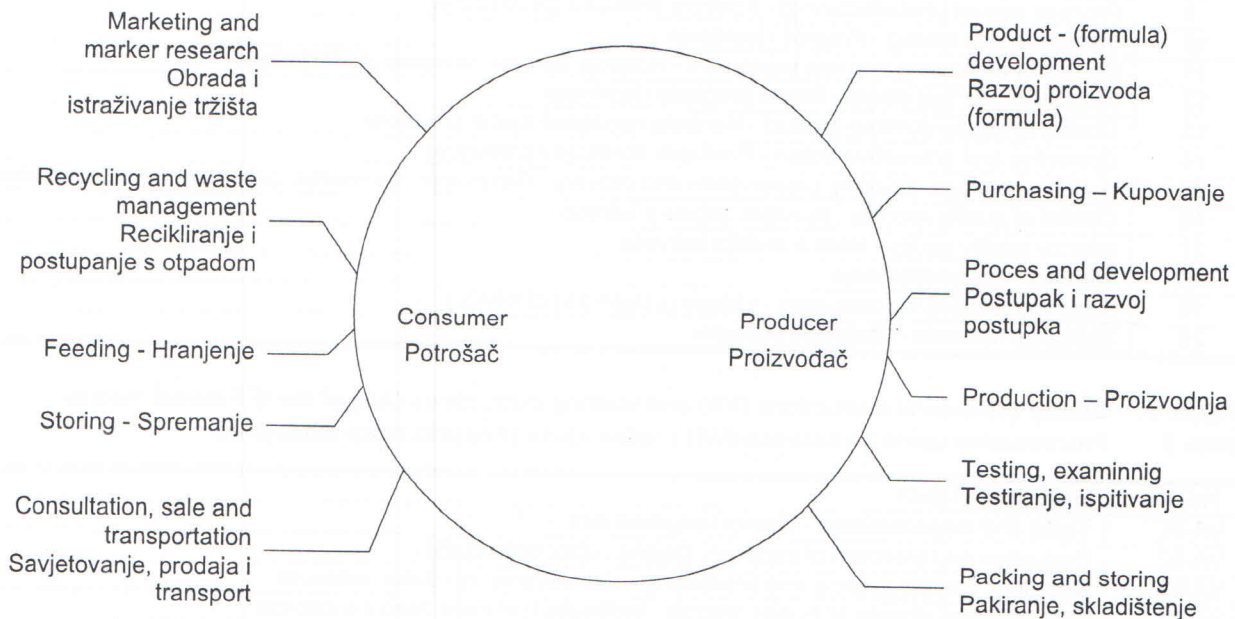 Marketing and
marker research
Obrada i
istraživanje tržišta
Recycling and waste
management
Recikliranje i
postupanje s otpadom
Feeding - Hranjenje
Storing - Spremanje
Consultation, sale and
transportation
Savjetovanje, prodaja i
transport
Consumer
Potrošač
Producer
Proizvođač
Product - (formula)
development
Razvoj proizvoda
(formula)
Purchasing – Kupovanje
Proces and development
Postupak i razvoj
postupka
Production – Proizvodnja
Testing, examinnig
Testiranje, ispitivanje
Packing and storing
Pakiranje, skladištenje